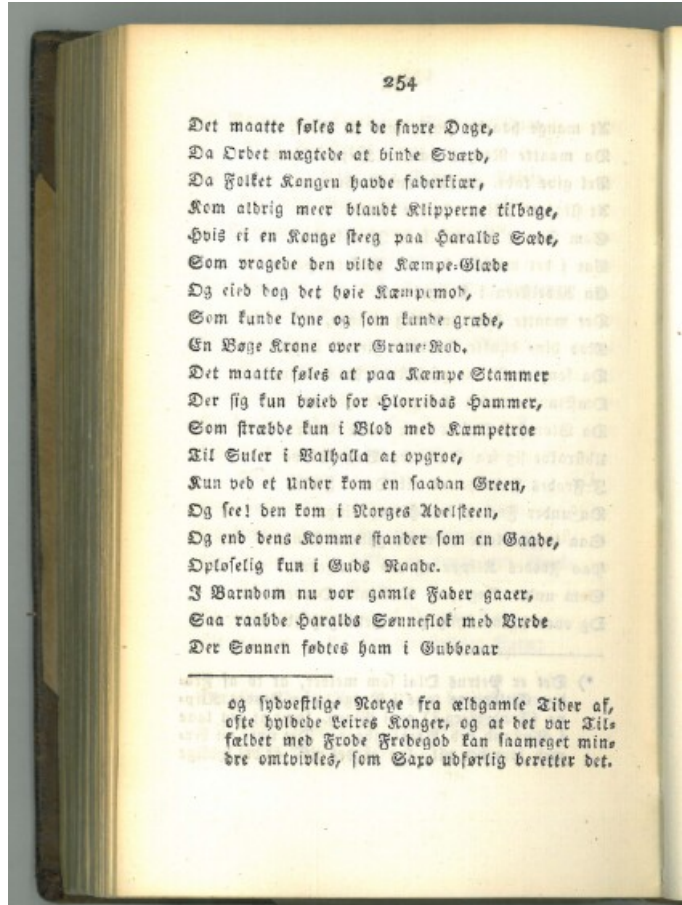 254
Det maatte føles at de favre Dage,
Da Ordet mægtede at binde Sværd,
Da Folket Kongen havde faderkiær,
Kom aldrig meer blandt Klipperne tilbage,
Hvis ei en Konge steeg paa Haralds Sæde,
Som vragede den vilde Kæmpe-Glæde
Og eied dog det høie Kæmpemod,
Som kunde lyne og som kunde græde,
En Bøge Krone over Grane-Rod.
Det maatte føles at paa Kæmpe Stammer
Der sig kun bøied for Hlorridas Hammer,
Som stræbde kun i Blod med Kæmpetroe
Til Suler i Valhalla at opgroe,
Kun ved et Under kom en saadan Green,
Og see! den kom i Norges Adelsteen,
Og end dens Komme stander som en Gaade,
Opløselig kun i Guds Naade.
I Barndom nu vor gamle Fader gaaer,
Saa raabde Haralds Sønneflok med Vrede
Der Sønnen fødtes ham i Gubbeaar
og sydvestlige Norge fra ældgamle Tider af,
ofte hyldede Leires Konger, og at det var Til-
fældet med Frode Fredegod kan saameget min-
dre omtvivles, som Saxo udførlig beretter det.